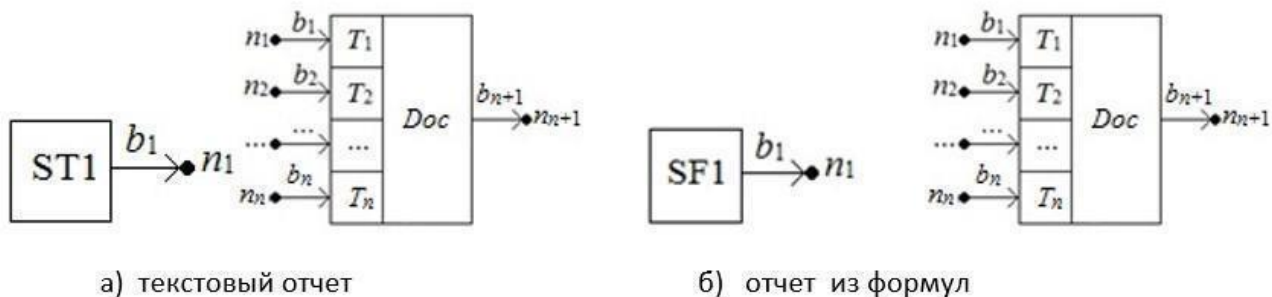 n₁ b₁ T₁
n₂ b₂ T₂
... ... ...
nₙ bₙ Tₙ
Doc
bₙ₊₁ nₙ₊₁
ST1 b₁ n₁
n₁ b₁ T₁
n₂ b₂ T₂
... ... ...
nₙ bₙ Tₙ
Doc
bₙ₊₁ nₙ₊₁
SF1 b₁ n₁
а) текстовый отчет
б) отчет из формул